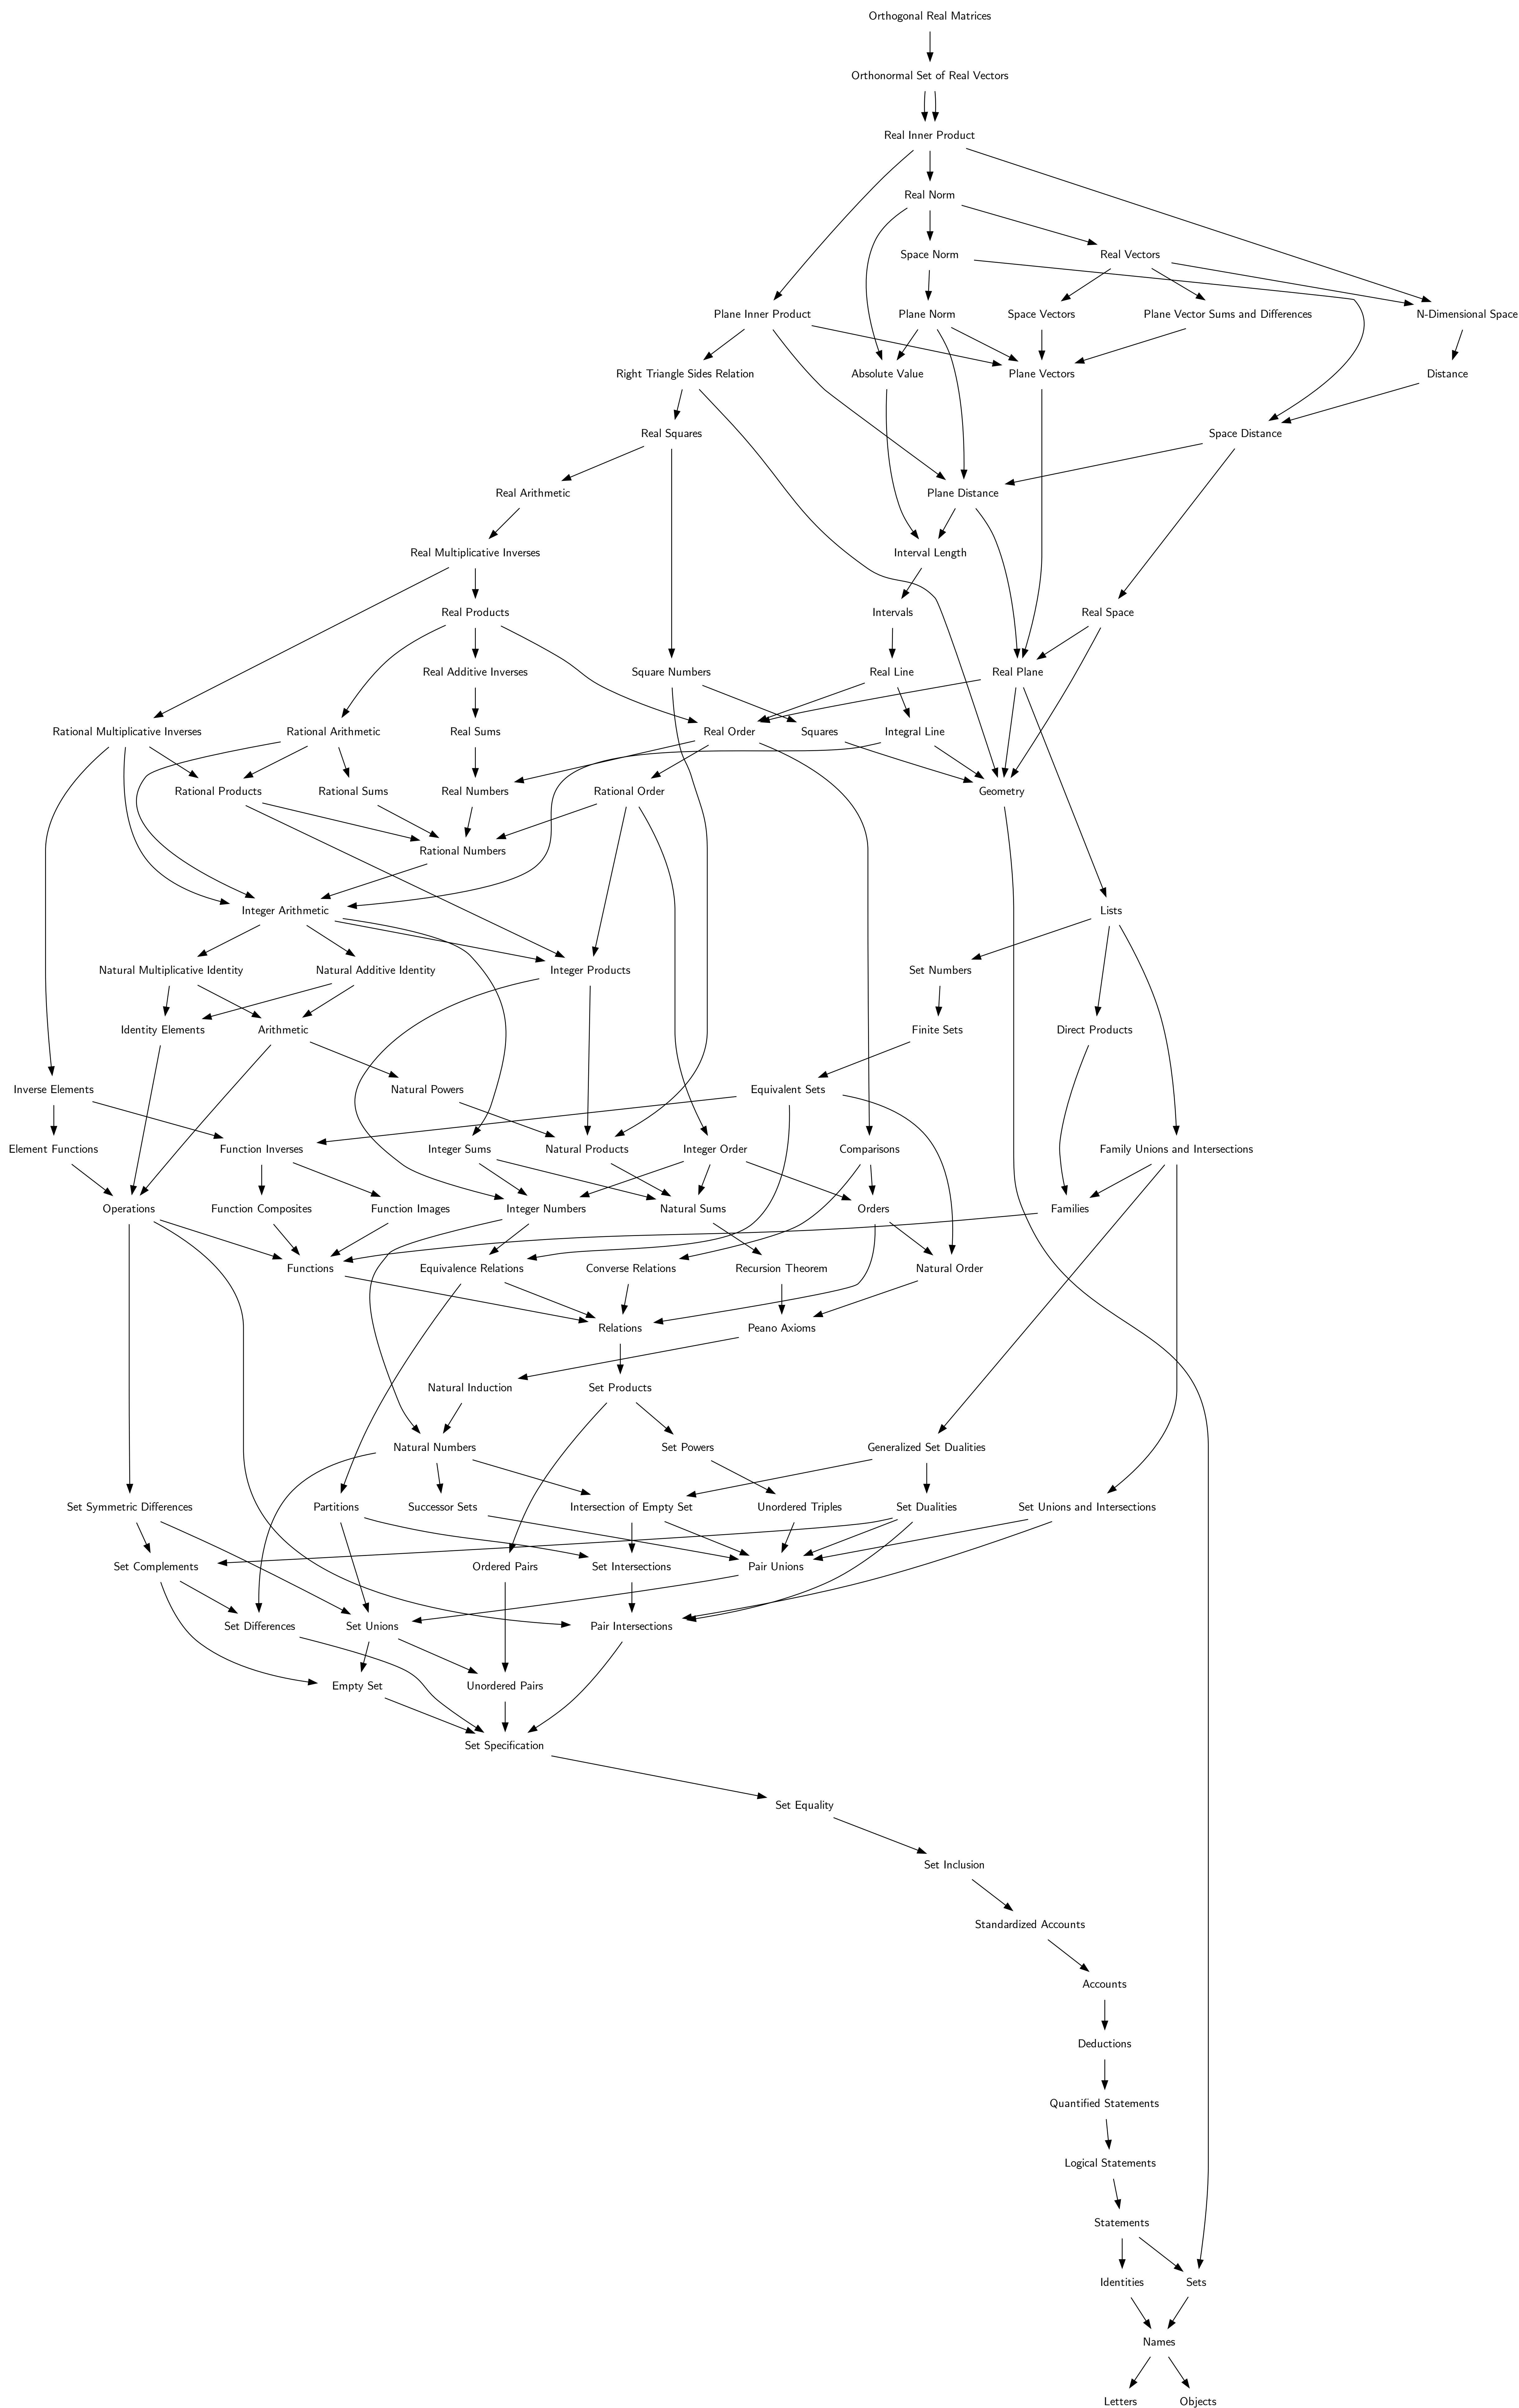 Orthogonal Real Matrices
Orthonormal Set of Real Vectors
Real Inner Product
Real Norm
Space Norm
Real Vectors
Plane Inner Product
Plane Norm
Space Vectors
Plane Vector Sums and Differences
N-Dimensional Space
Right Triangle Sides Relation
Absolute Value
Plane Vectors
Distance
Real Squares
Space Distance
Real Arithmetic
Plane Distance
Real Multiplicative Inverses
Interval Length
Real Products
Intervals
Real Space
Real Additive Inverses
Square Numbers
Real Line
Real Plane
Rational Multiplicative Inverses
Rational Arithmetic
Real Sums
Real Order
Squares
Integral Line
Rational Products
Rational Sums
Real Numbers
Rational Order
Geometry
Rational Numbers
Integer Arithmetic
Lists
Natural Multiplicative Identity
Natural Additive Identity
Integer Products
Set Numbers
Identity Elements
Arithmetic
Finite Sets
Direct Products
Inverse Elements
Natural Powers
Equivalent Sets
Element Functions
Function Inverses
Integer Sums
Natural Products
Integer Order
Comparisons
Family Unions and Intersections
Operations
Function Composites
Function Images
Integer Numbers
Natural Sums
Orders
Families
Functions
Equivalence Relations
Converse Relations
Recursion Theorem
Natural Order
Relations
Peano Axioms
Natural Induction
Set Products
Natural Numbers
Set Powers
Generalized Set Dualities
Set Symmetric Differences
Partitions
Successor Sets
Intersection of Empty Set
Unordered Triples
Set Dualities
Set Unions and Intersections
Set Complements
Ordered Pairs
Set Intersections
Pair Unions
Set Differences
Set Unions
Pair Intersections
Empty Set
Unordered Pairs
Set Specification
Set Equality
Set Inclusion
Standardized Accounts
Accounts
Deductions
Quantified Statements
Logical Statements
Statements
Identities
Sets
Names
Letters
Objects